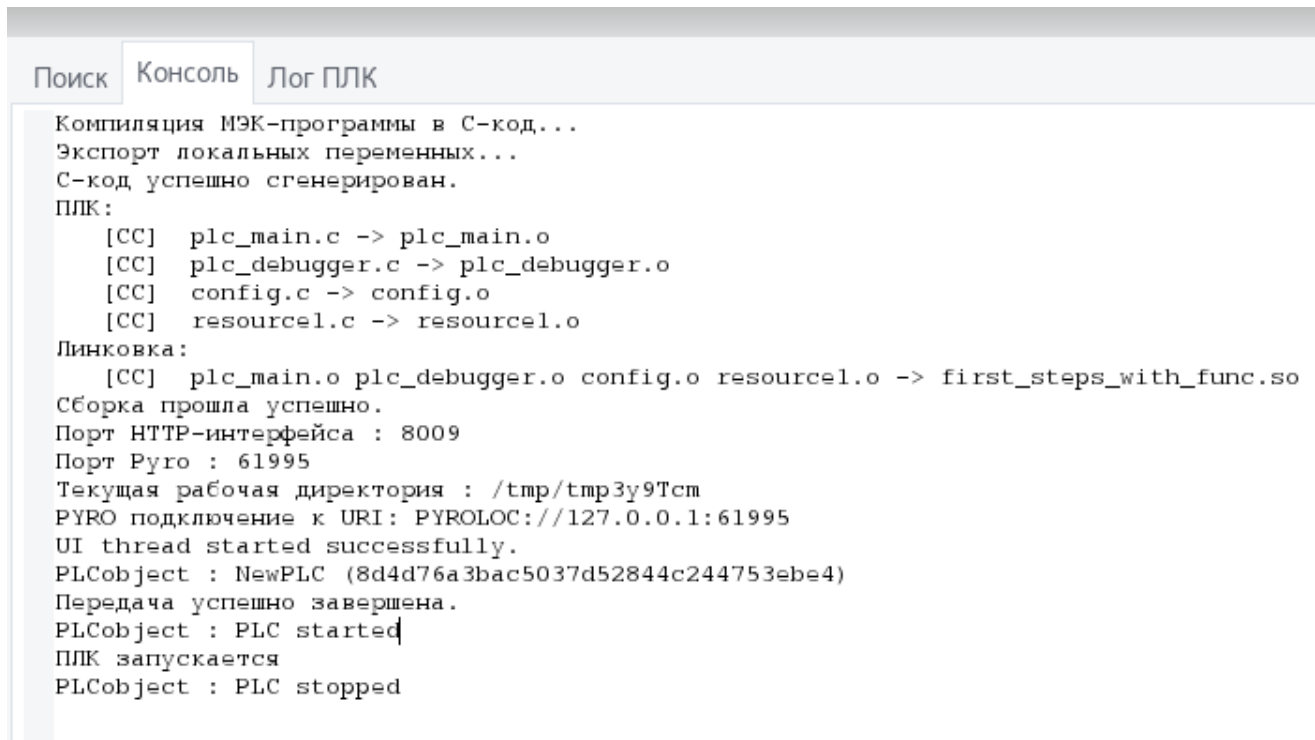 Поиск Консоль Лог ПЛК
Компиляция МЭК-программы в C-код...
Экспорт локальных переменных...
C-код успешно сгенерирован.
ПЛК:
[CC] plc_main.c -> plc_main.o
[CC] plc_debugger.c -> plc_debugger.o
[CC] config.c -> config.o
[CC] resource1.c -> resource1.o
Линковка:
[CC] plc_main.o plc_debugger.o config.o resource1.o -> first_steps_with_func.so
Сборка прошла успешно.
Порт HTTP-интерфейса : 8009
Порт Pyro : 61995
Текущая рабочая директория : /tmp/tmp3y9Tcm
PYRO подключение к URI: PYROLOC://127.0.0.1:61995
UI thread started successfully.
PLCobject : NewPLC (8d4d76a3bac5037d52844c244753ebe4)
Передача успешно завершена.
PLCobject : PLC started
ПЛК запускается
PLCobject : PLC stopped